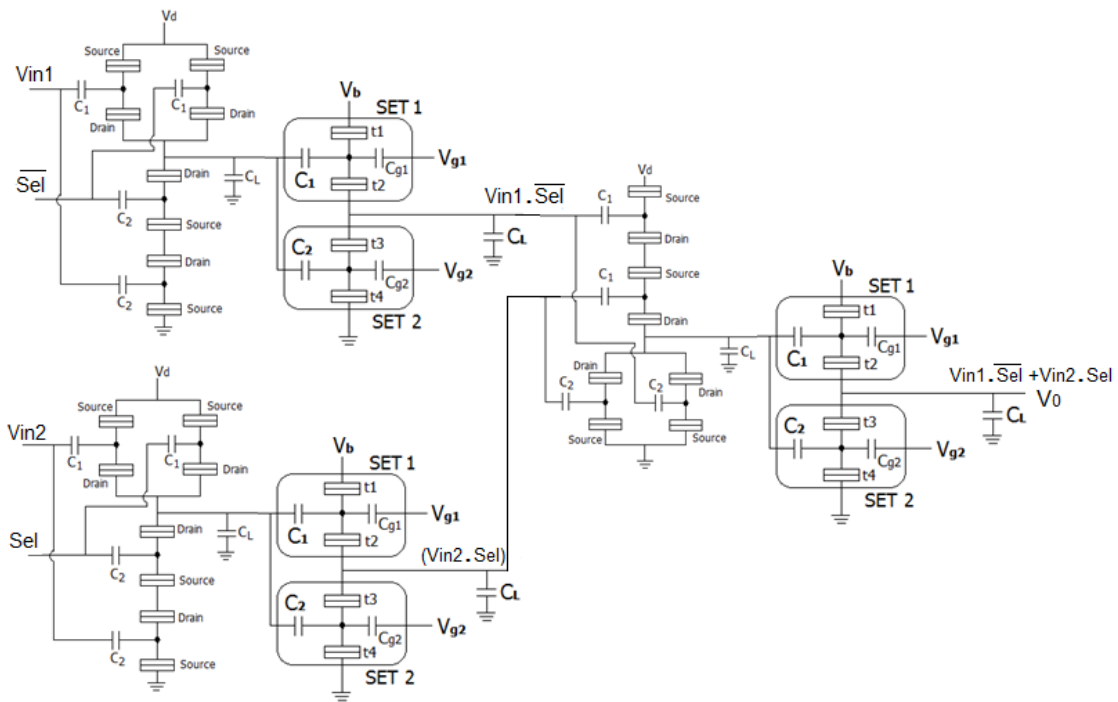 Vd
Source
Source
Vin1
C1
C1
Drain
Drain
Vb
SET 1
t1
C1
Cg1
Vg1
t2
Drain
CL
Sel
C2
Source
Vin1.Sel
CL
C2
t3
Cg2
Vg2
t4
SET 2
Drain
C2
Source
Vd
C1
Source
Drain
C1
Source
Drain
CL
Drain
C2
C2
Drain
Source
Source
Vb
SET 1
t1
C1
Cg1
Vg1
t2
Vin1.Sel +Vin2.Sel
V0
CL
C2
t3
Cg2
Vg2
t4
SET 2
Vd
Source
Source
Vin2
C1
C1
Drain
Drain
Vb
SET 1
t1
C1
Cg1
Vg1
t2
Drain
CL
Sel
C2
Source
(Vin2.Sel)
CL
C2
t3
Cg2
Vg2
t4
SET 2
Drain
C2
Source